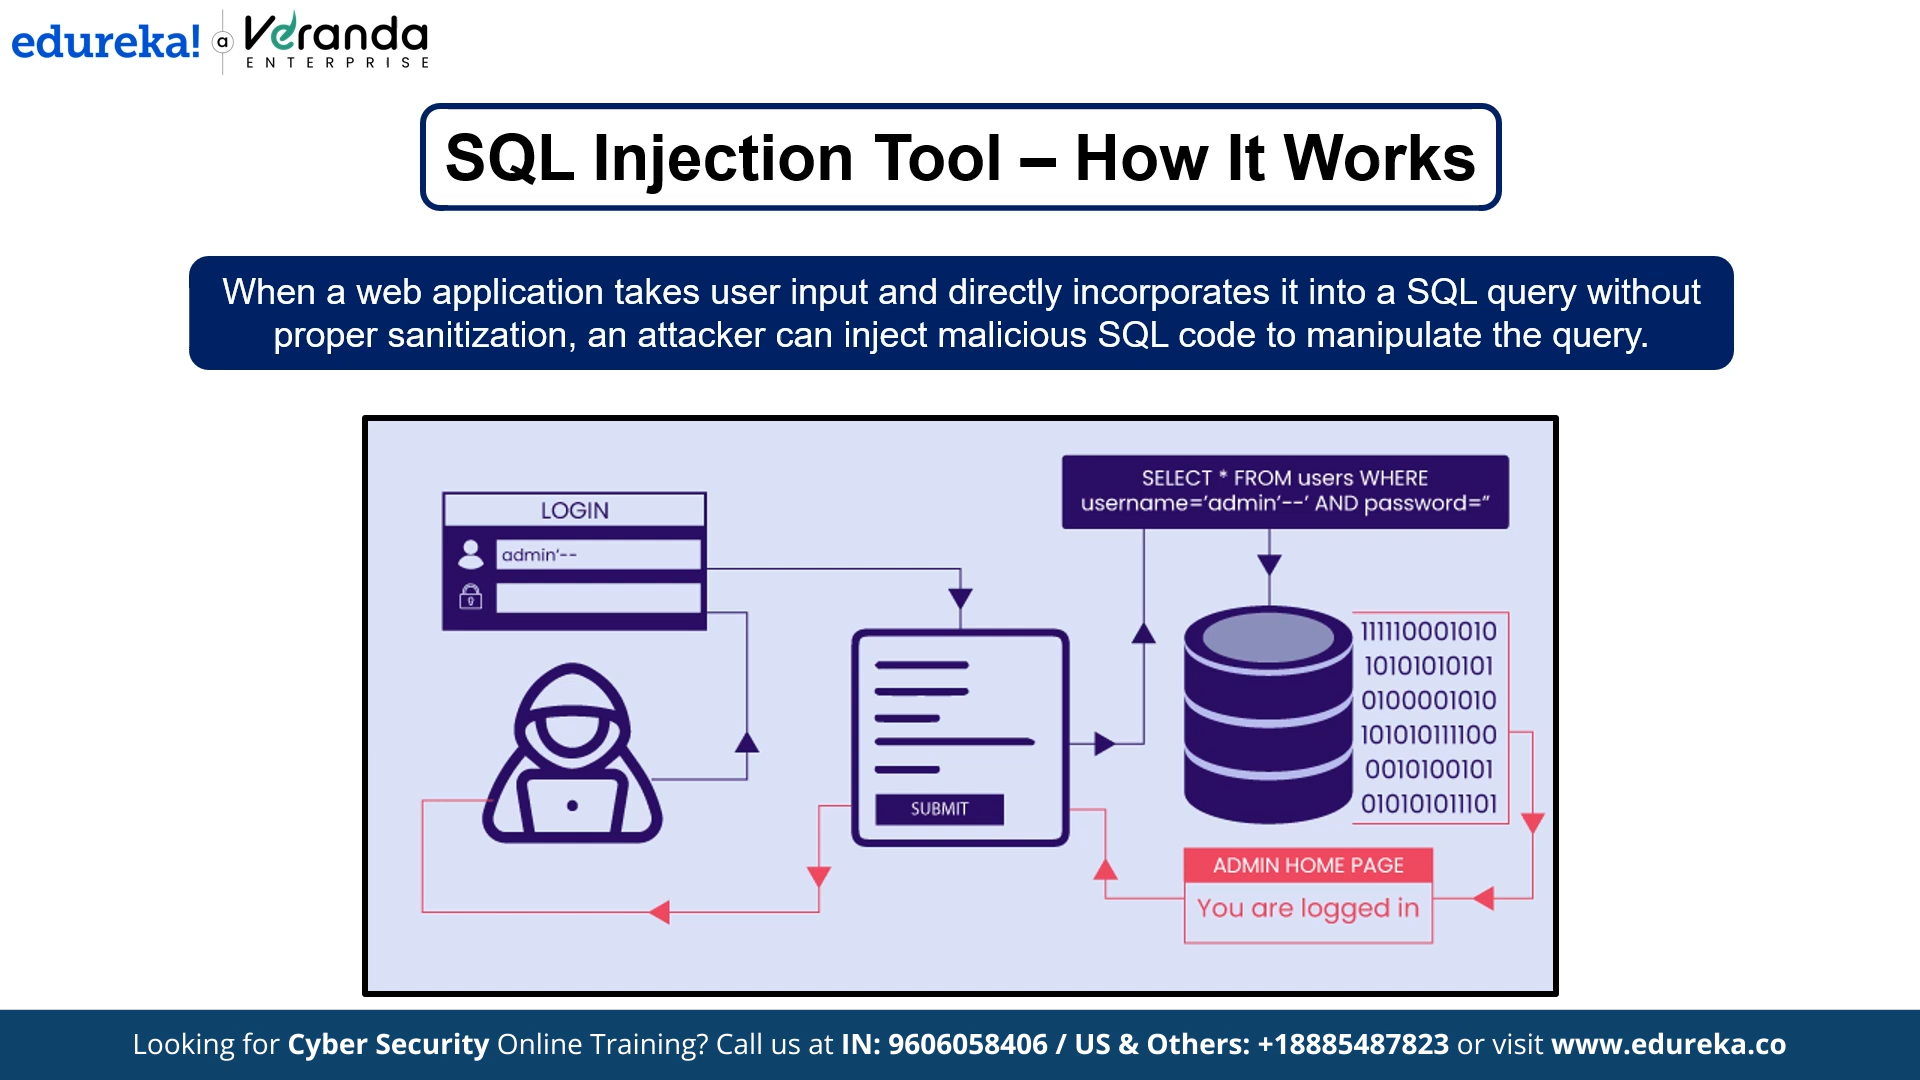 edureka! a Veranda
ENTERPRISE
SQL Injection Tool – How It Works
When a web application takes user input and directly incorporates it into a SQL query without
proper sanitization, an attacker can inject malicious SQL code to manipulate the query.
SELECT * FROM users WHERE
username=’admin’--’ AND password=’’
LOGIN
admin’--
SUBMIT
111110001010
10101010101
0100001010
101010111100
0010100101
010101011101
ADMIN HOME PAGE
You are logged in
Looking for Cyber Security Online Training? Call us at IN: 9606058406 / US & Others: +18885487823 or visit www.edureka.co